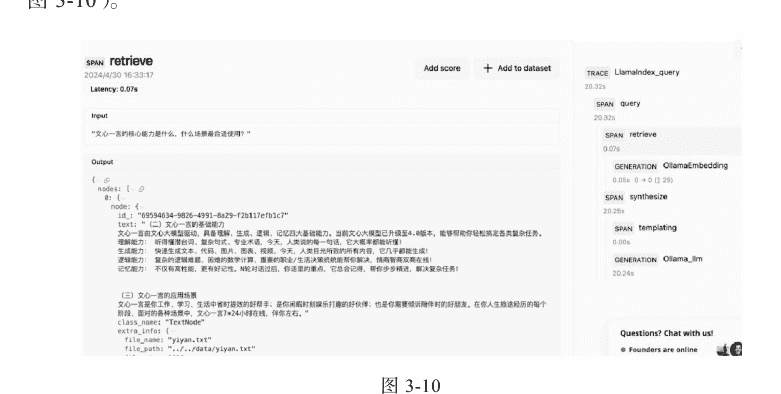 图 3-10)。
SPAN retrieve
2024/4/30 16:33:17
Latency: 0.07s
Add score
+ Add to dataset
Input
"文心一言的核心能力是什么，什么场景最合适使用？"
Output
{
nodes: [
0: {
node: {
id_: "69594634-9826-4991-8a29-f2b117efb1c7"
text: "（二）文心一言的基础能力
文心一言由文心大模型驱动，具备理解、生成、逻辑、记忆四大基础能力。当前文心大模型已升级至4.0版本，能够帮助你轻松搞定各类复杂任务。
理解能力： 听得懂潜台词、复杂句式、专业术语，今天，人类说的每一句话，它大概率都能听懂！
生成能力： 快速生成文本、代码、图片、图表、视频，今天，人类目光所致的所有内容，它几乎都能生成！
逻辑能力： 复杂的逻辑难题、困难的数学计算、重要的职业/生活决策统统能帮你解决，情商智商双商在线！
记忆能力： 不仅有高性能，更有好记性。N轮对话过后，你话里的重点，它总会记得，帮你步步精进，解决复杂任务！
（三）文心一言的应用场景
文心一言是你工作、学习、生活中省时提效的好帮手；是你闲暇时刻娱乐打趣的好伙伴；也是你需要倾诉陪伴时的好朋友。在你人生旅途经历的每个
阶段、面对的各种场景中，文心一言7*24小时在线，伴你左右。"
class_name: "TextNode"
extra_info: {
file_name: "yiyan.txt"
file_path: "../../data/yiyan.txt"
TRACE LlamaIndex_query
20.32s
SPAN query
20.32s
SPAN retrieve
0.07s
GENERATION OllamaEmbedding
0.05s 0 → 0 (∑ 29)
SPAN synthesize
20.26s
SPAN templating
0.00s
GENERATION Ollama_llm
20.24s
Questions? Chat with us!
Founders are online
图 3-10